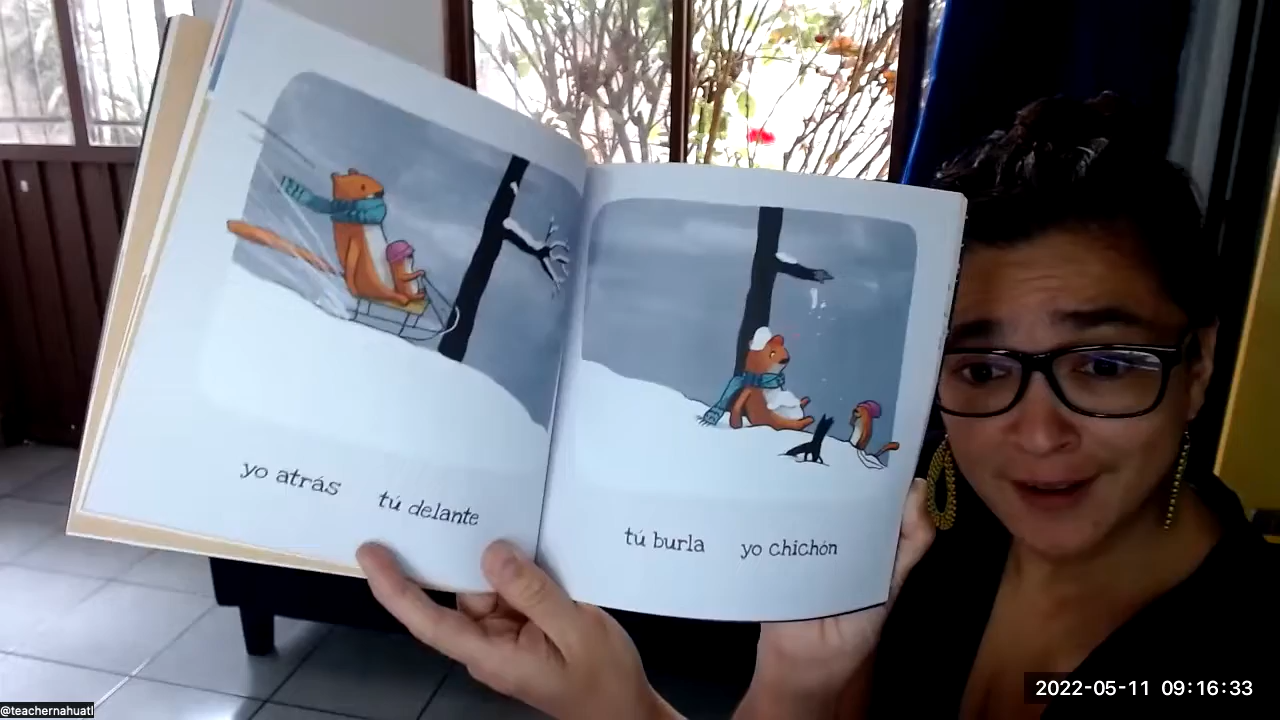 yo atrás
tú delante
tú burla
yo chichón
2022-05-11 09:16:33
@teachernahuatl